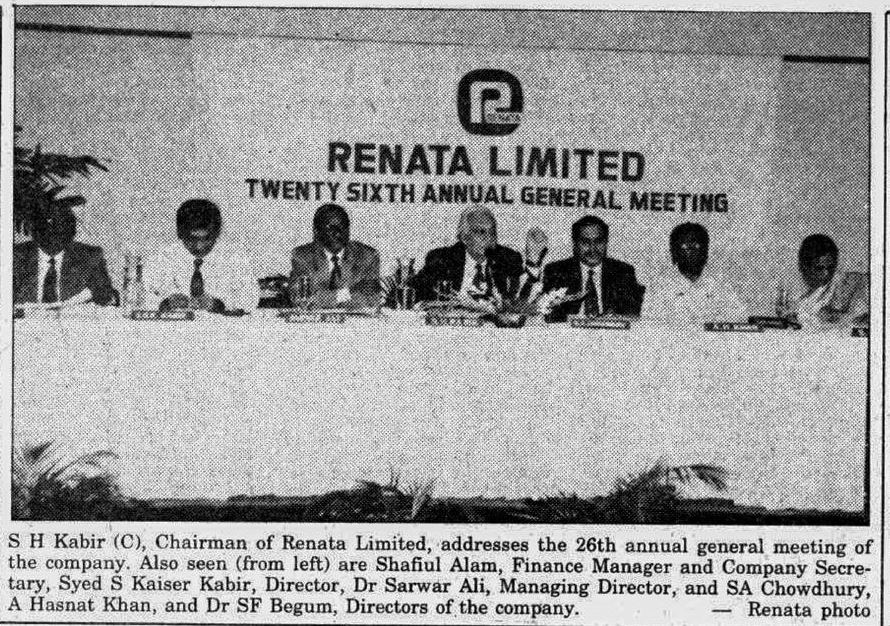 RENATA
RENATA LIMITED
TWENTY SIXTH ANNUAL GENERAL MEETING
S H Kabir (C), Chairman of Renata Limited, addresses the 26th annual general meeting of
the company. Also seen (from left) are Shafiul Alam, Finance Manager and Company Secre-
tary, Syed S Kaiser Kabir, Director, Dr Sarwar Ali, Managing Director, and SA Chowdhury,
A Hasnat Khan, and Dr SF Begum, Directors of the company. — Renata photo